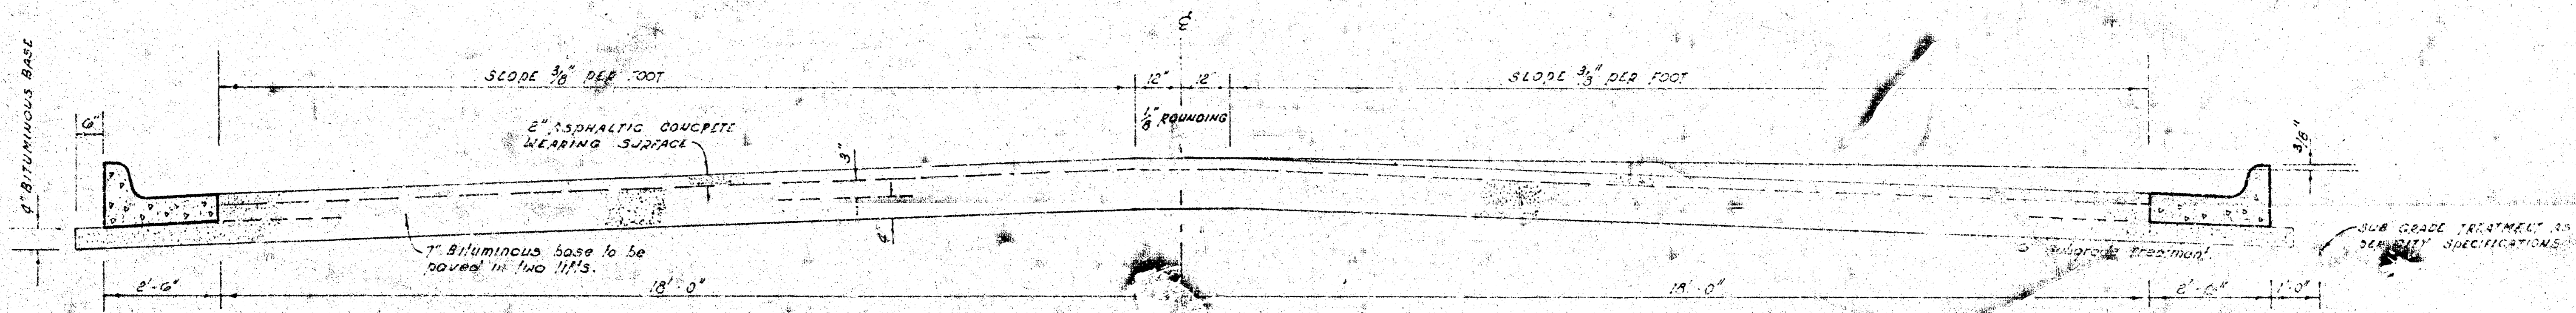 4" BITUMINOUS BASE
6"
SLOPE 3/8" PER FOOT
12" 12"
1/8" ROUNDING
SLOPE 3/8" PER FOOT
2" ASPHALTIC CONCRETE
WEARING SURFACE
3"
4"
7" Bituminous base to be
paved in two lifts.
3/8"
Subgrade treatment.
SUB GRADE TREATMENT AS
PER CITY SPECIFICATIONS
2'-6"
18'-0"
18'-0"
2'-6"
1'-0"